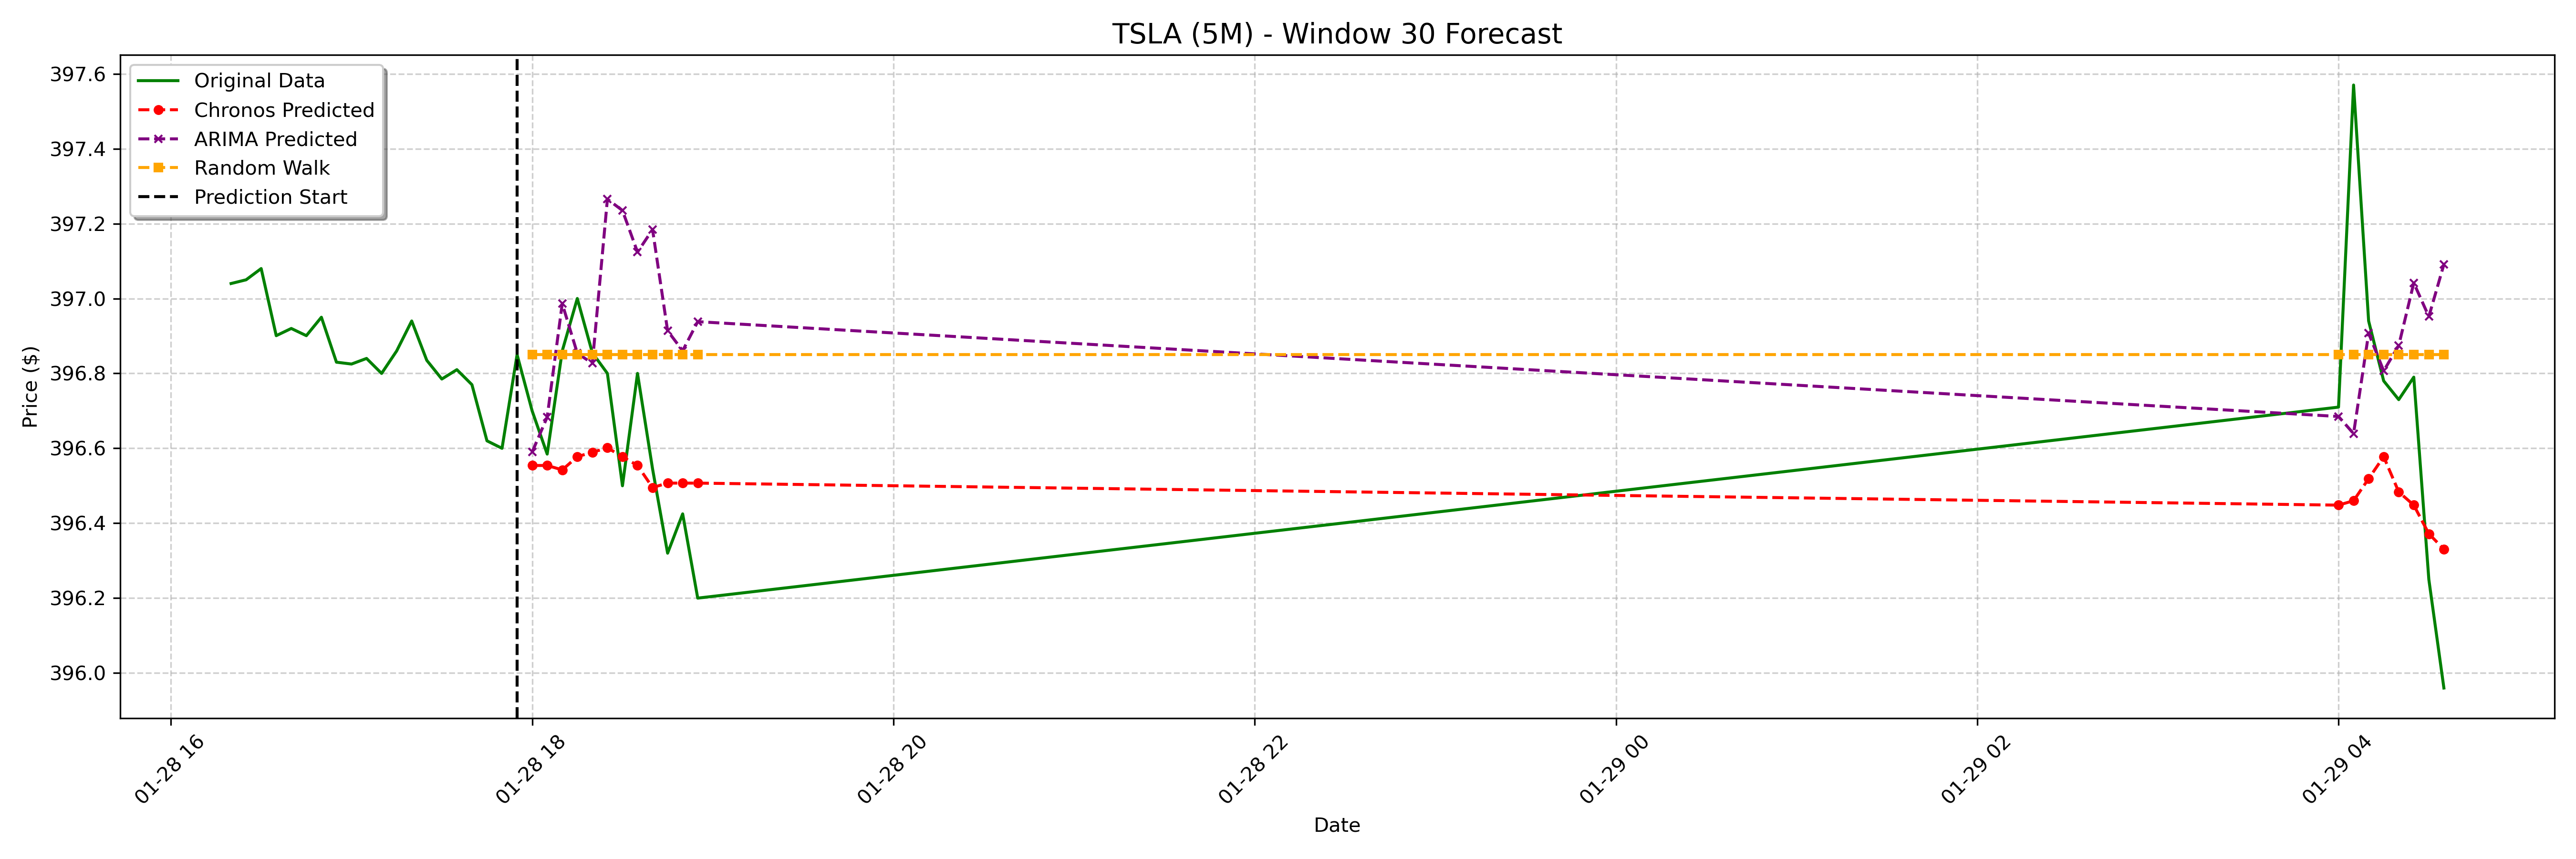 TSLA (5M) - Window 30 Forecast
Original Data
Chronos Predicted
ARIMA Predicted
Random Walk
Prediction Start
Price ($)
397.6
397.4
397.2
397.0
396.8
396.6
396.4
396.2
396.0
01-28 16
01-28 18
01-28 20
01-28 22
01-29 00
01-29 02
01-29 04
Date